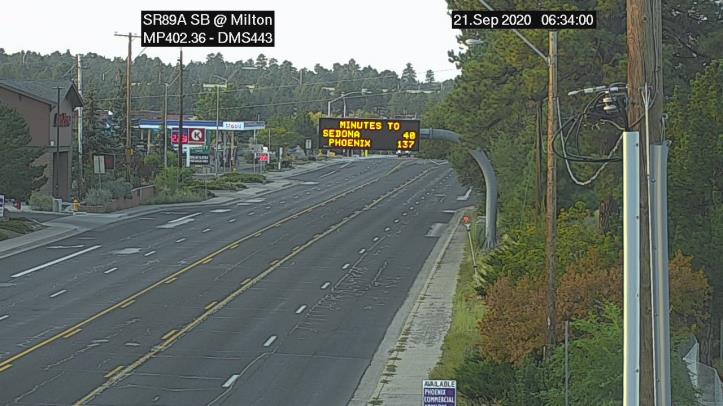 SR89A SB @ Milton
MP402.36 - DMS443
21.Sep 2020 06:34:00
MINUTES TO
SEDONA 40
PHOENIX 137
K
Mobil
AVAILABLE
PHOENIX
COMMERCIAL